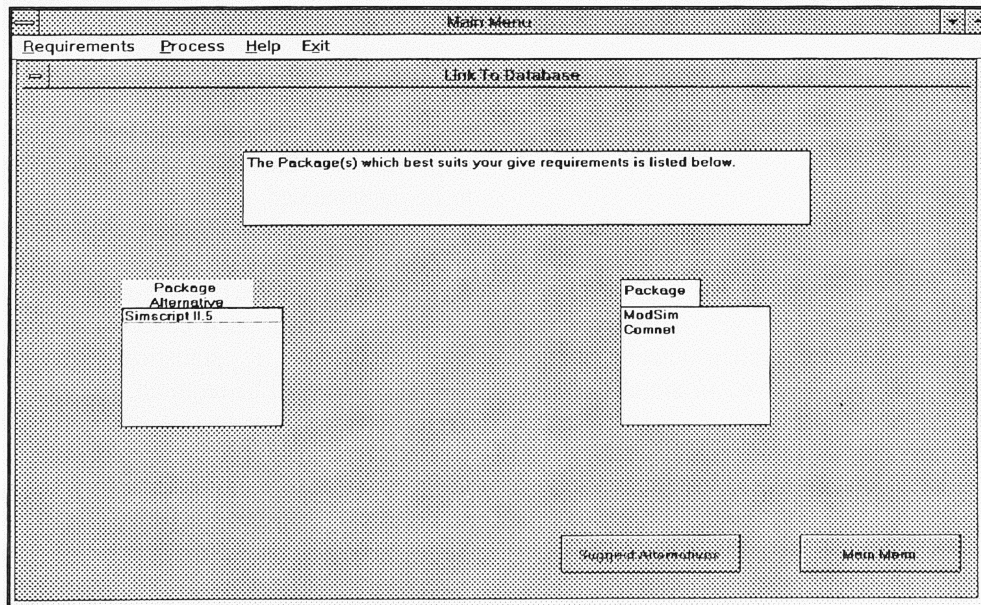 Main Menu
Requirements Process Help Exit
Link To Database
The Package(s) which best suits your give requirements is listed below.
Package
Alternative
Simscript II.5
Package
ModSim
Comnet
Suggest Alternatives
Main Menu